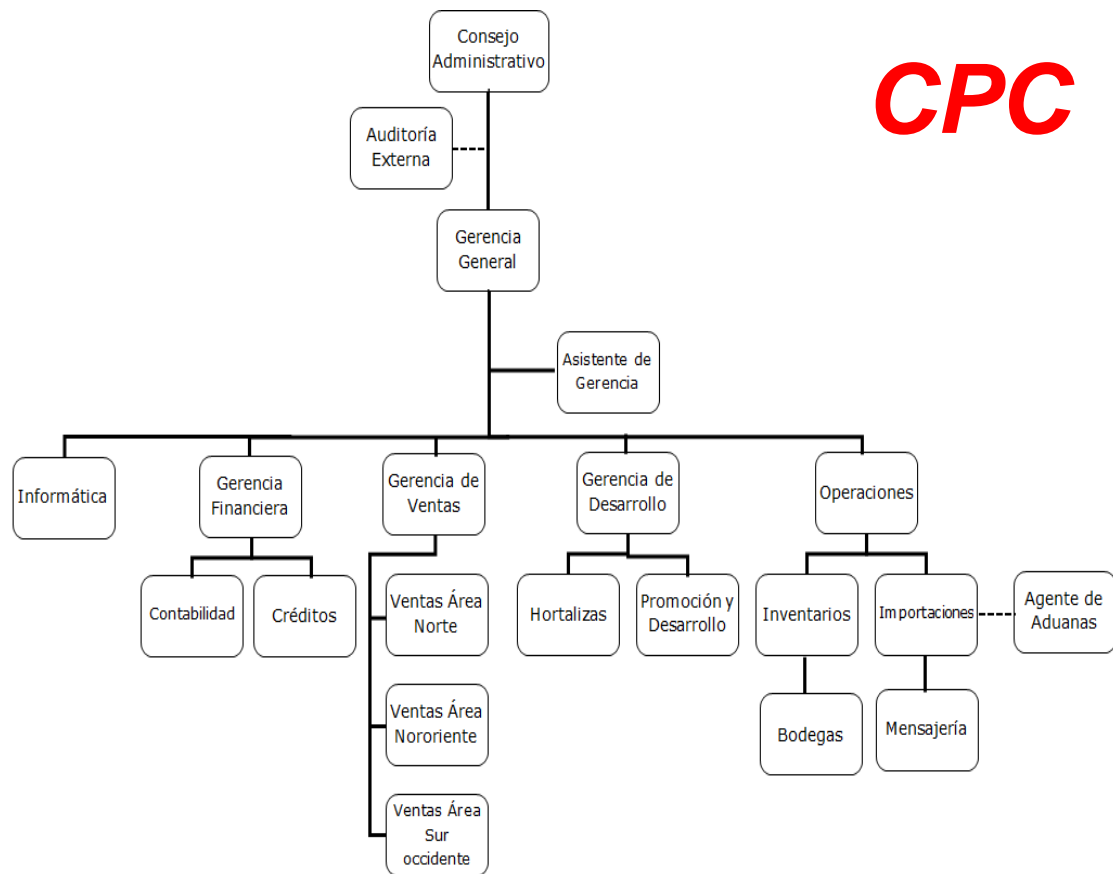 Consejo
Administrativo
CPC
Auditoría
Externa
Gerencia
General
Asistente de
Gerencia
Informática
Gerencia
Financiera
Gerencia de
Ventas
Gerencia de
Desarrollo
Operaciones
Contabilidad
Créditos
Ventas Área
Norte
Hortalizas
Promoción y
Desarrollo
Inventarios
Importaciones
Agente de
Aduanas
Ventas Área
Nororiente
Bodegas
Mensajería
Ventas Área
Sur
occidente